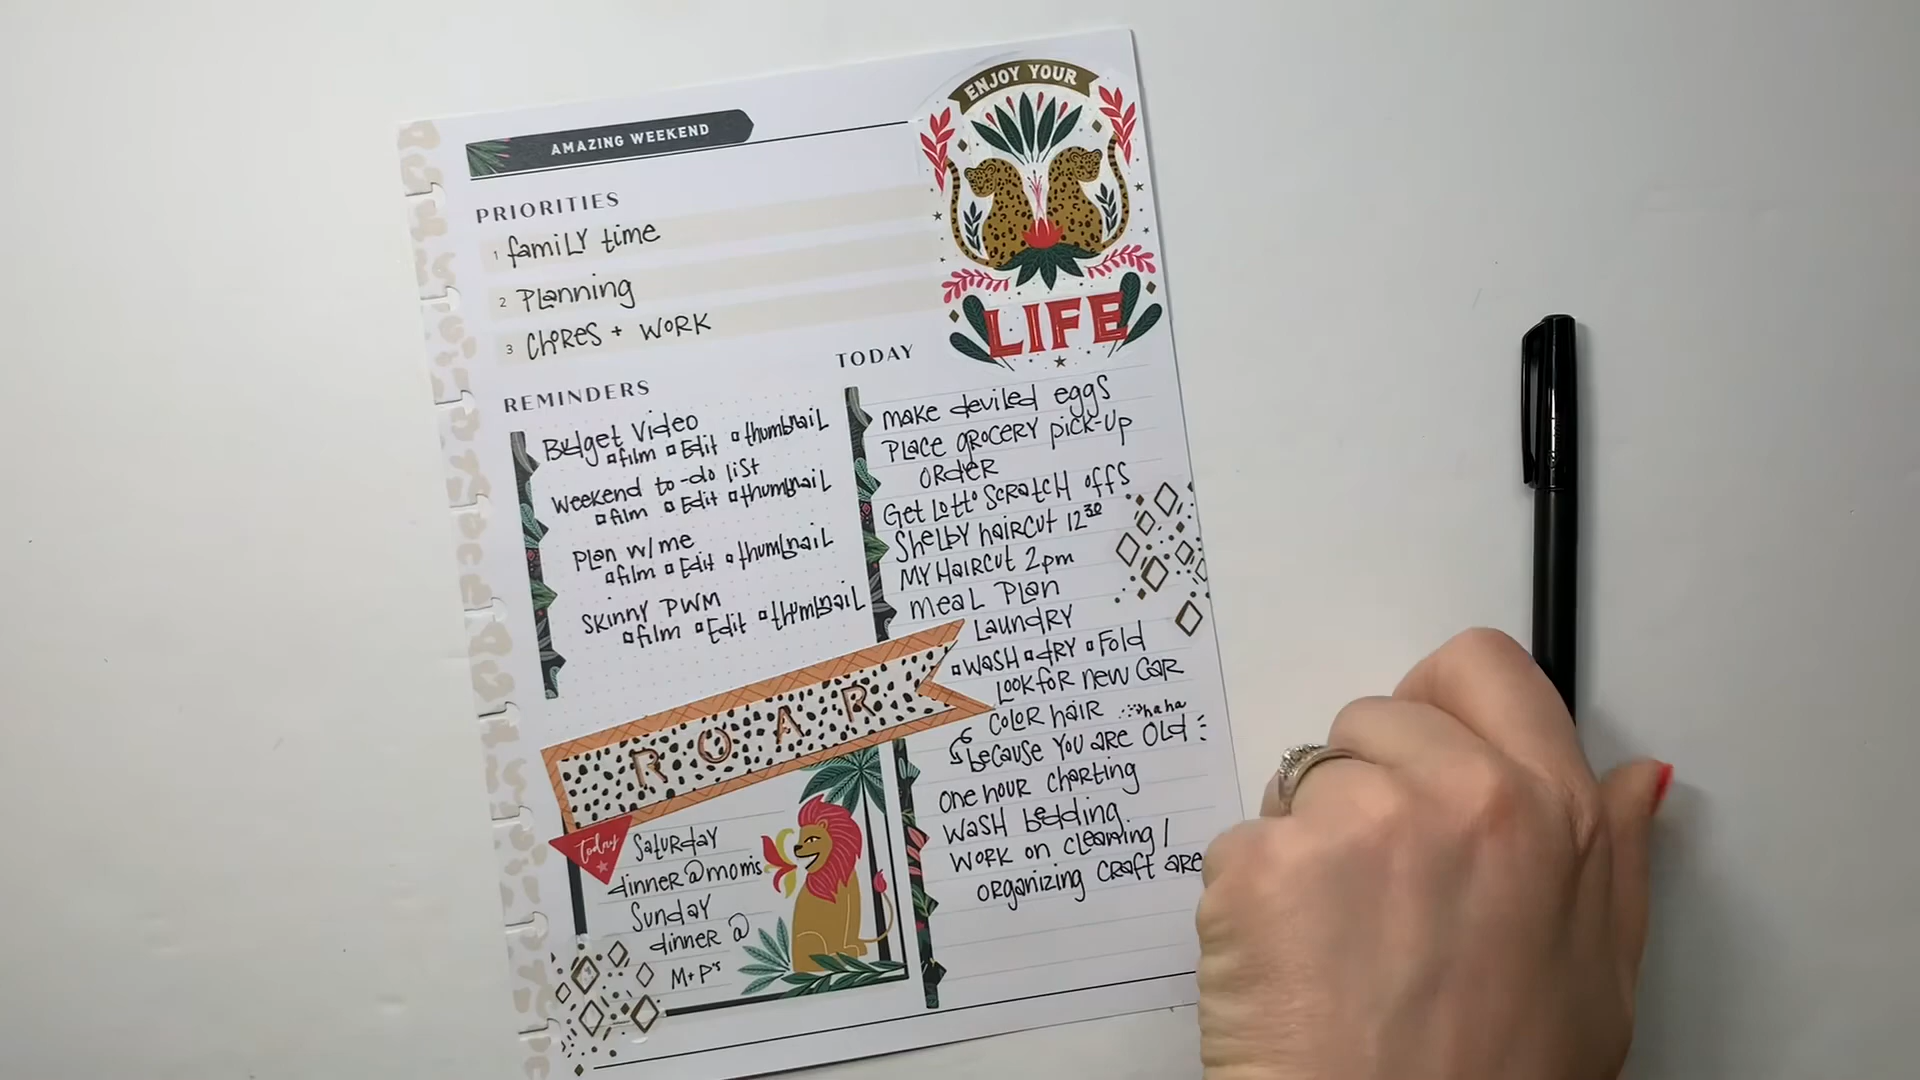 AMAZING WEEKEND
ENJOY YOUR
LIFE
PRIORITIES
1 family time
2 Planning
3 Chores + work
REMINDERS
Budget Video
film Edit thumbnail
Weekend to-do list
film Edit thumbnail
Plan w/me
film Edit thumbnail
Skinny PWM
film Edit thumbnail
TODAY
make deviled eggs
Place grocery pick-up
order
Get Lotto Scratch offs
Shelby haircut 12:30
My Haircut 2pm
meal Plan
Laundry
Wash dry Fold
Look for new car
Color hair haha
because you are Old
One hour charting
Wash bedding
Work on cleaning/
organizing craft are
ROAR
today
Saturday
dinner @ mom's
Sunday
dinner @
M+P's